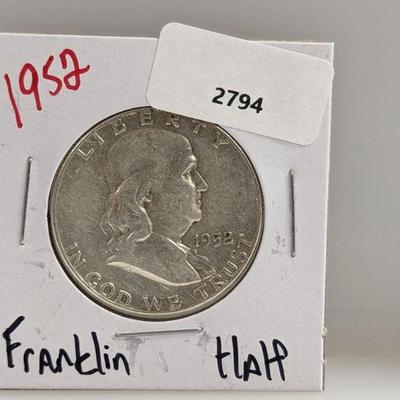 1952
2794
LIBERTY
1952
IN GOD WE TRUST
Franklin Half